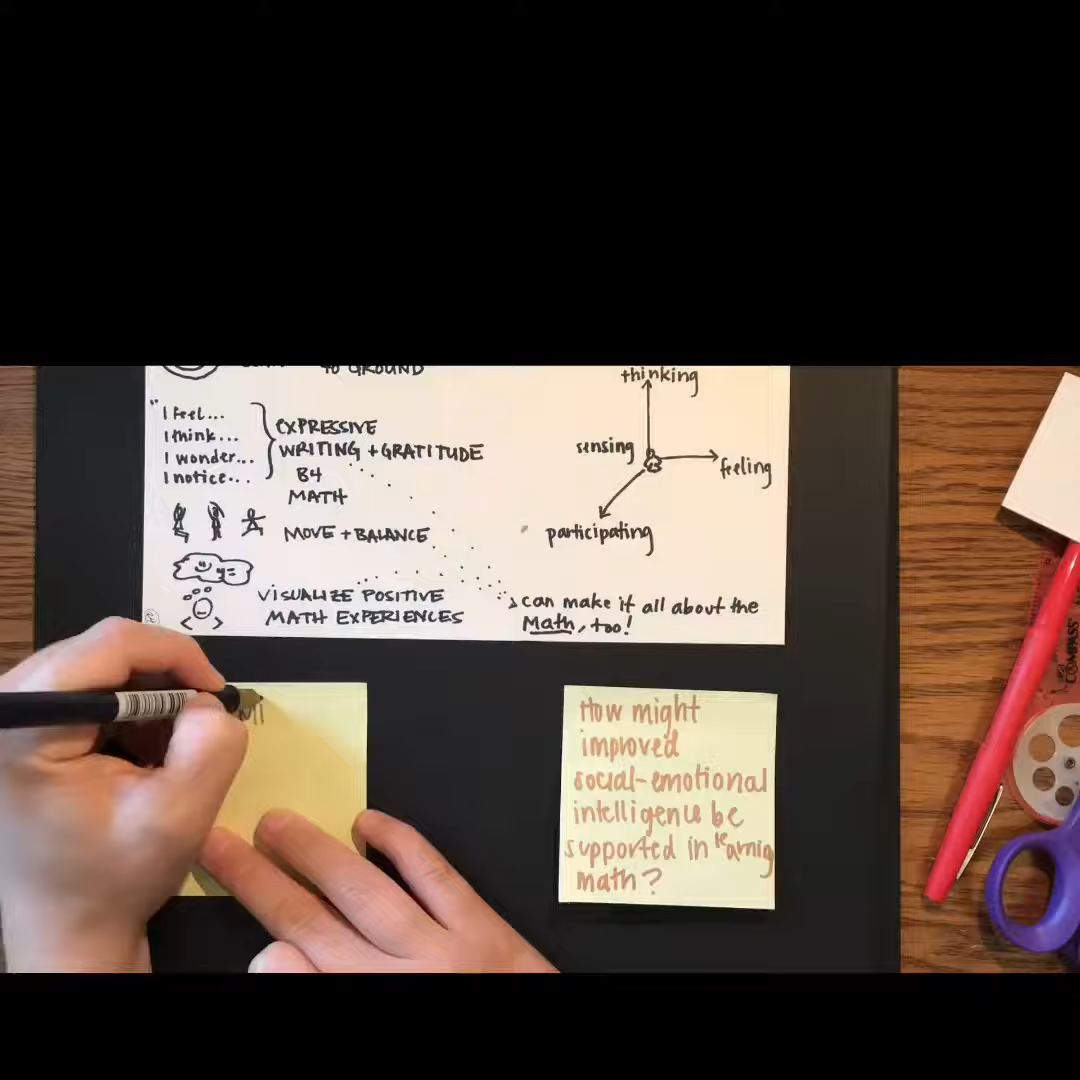 to GROUND
"I feel...
I think...
I wonder...
I notice...
EXPRESSIVE
WRITING + GRATITUDE
B4
MATH
MOVE + BALANCE
y=
VISUALIZE POSITIVE
MATH EXPERIENCES
thinking
sensing
feeling
participating
can make it all about the
Math, too!
How might
improved
social-emotional
intelligence be
supported in learnig
math?
COMPASS